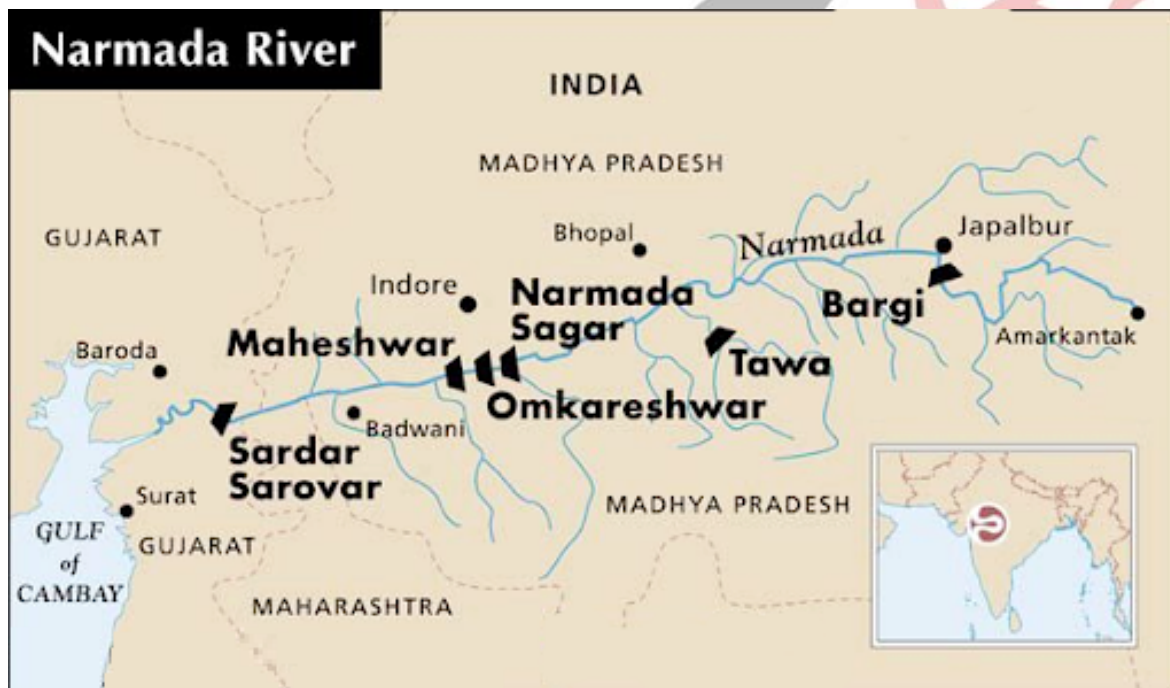 Narmada River
INDIA
MADHYA PRADESH
GUJARAT
Bhopal
Narmada
Japalbur
Indore
Narmada
Sagar
Bargi
Amarkantak
Maheshwar
Baroda
Tawa
Omkareshwar
Badwani
Sardar
Sarovar
Surat
MADHYA PRADESH
GULF
of
CAMBAY
GUJARAT
MAHARASHTRA